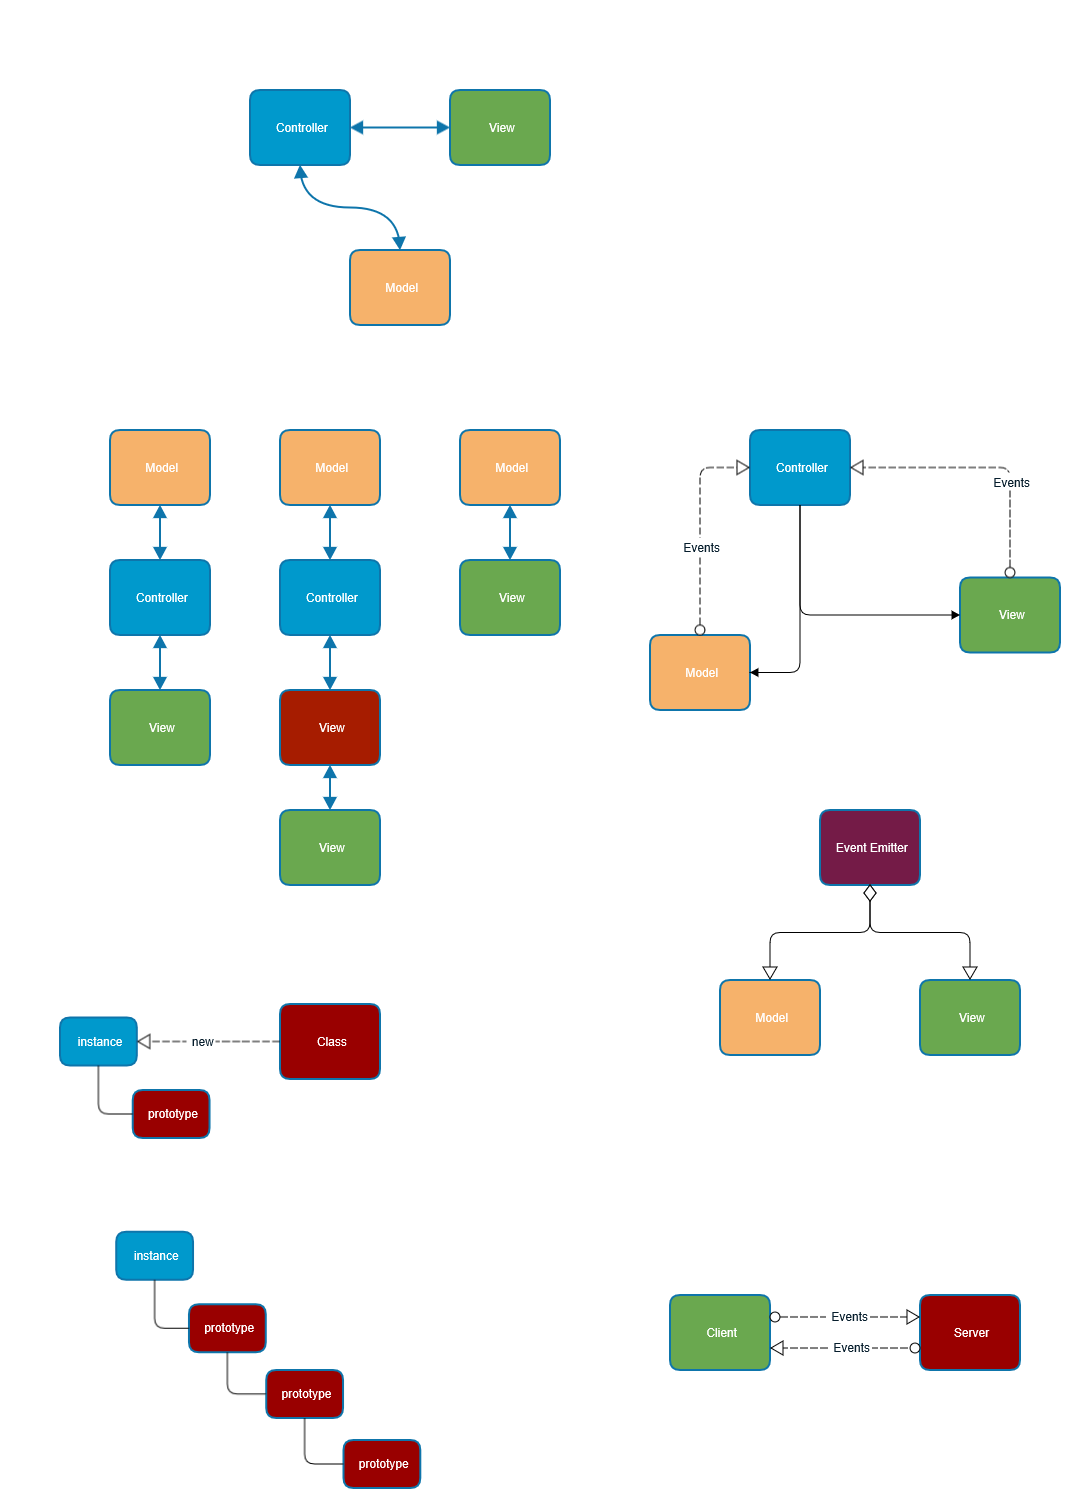 Controller
View
Model
Model
Model
Model
Controller
Events
Events
Controller
Controller
View
View
Model
View
View
View
Event Emitter
Model
View
instance
new
Class
prototype
instance
prototype
prototype
prototype
Client
Events
Events
Server